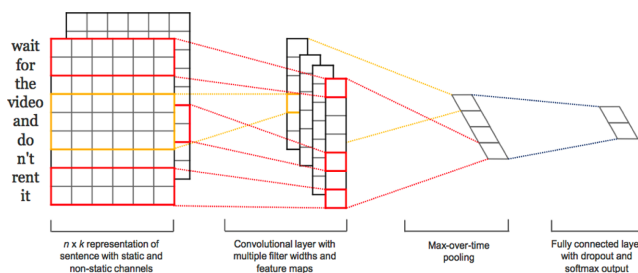 wait
for
the
video
and
do
n't
rent
it
n x k representation of
sentence with static and
non-static channels
Convolutional layer with
multiple filter widths and
feature maps
Max-over-time
pooling
Fully connected layer
with dropout and
softmax output